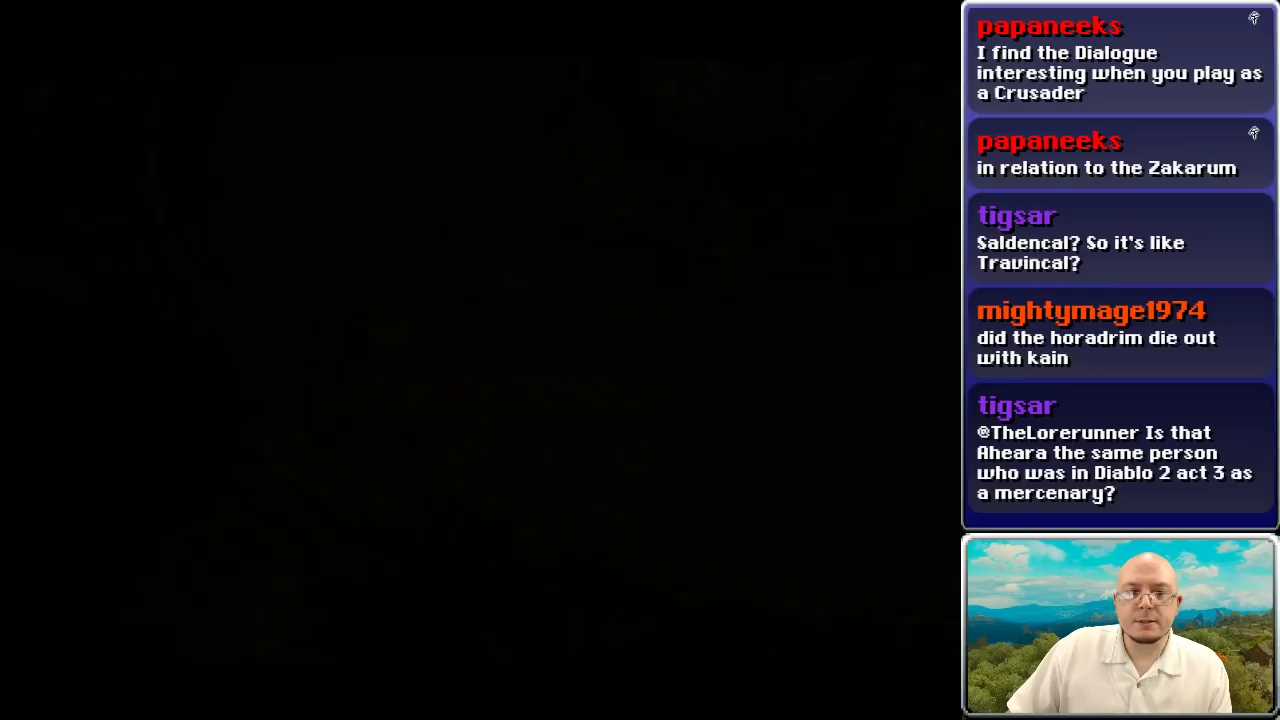 papaneeks
I find the Dialogue
interesting when you play as
a Crusader
papaneeks
in relation to the Zakarum
tigsar
Saldencal? So it's like
Travincal?
mightymage1974
did the horadrim die out
with kain
tigsar
@TheLorerunner Is that
Aheara the same person
who was in Diablo 2 act 3 as
a mercenary?